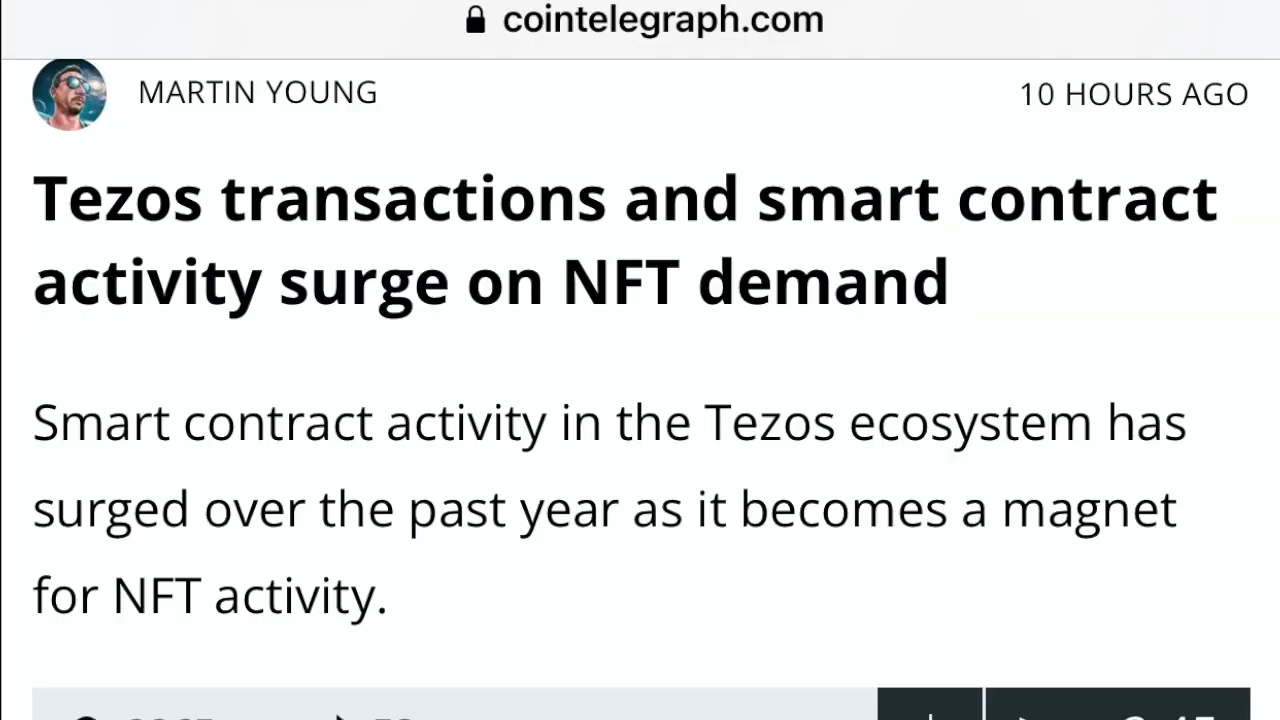 cointelegraph.com
MARTIN YOUNG
10 HOURS AGO
Tezos transactions and smart contract
activity surge on NFT demand
Smart contract activity in the Tezos ecosystem has
surged over the past year as it becomes a magnet
for NFT activity.